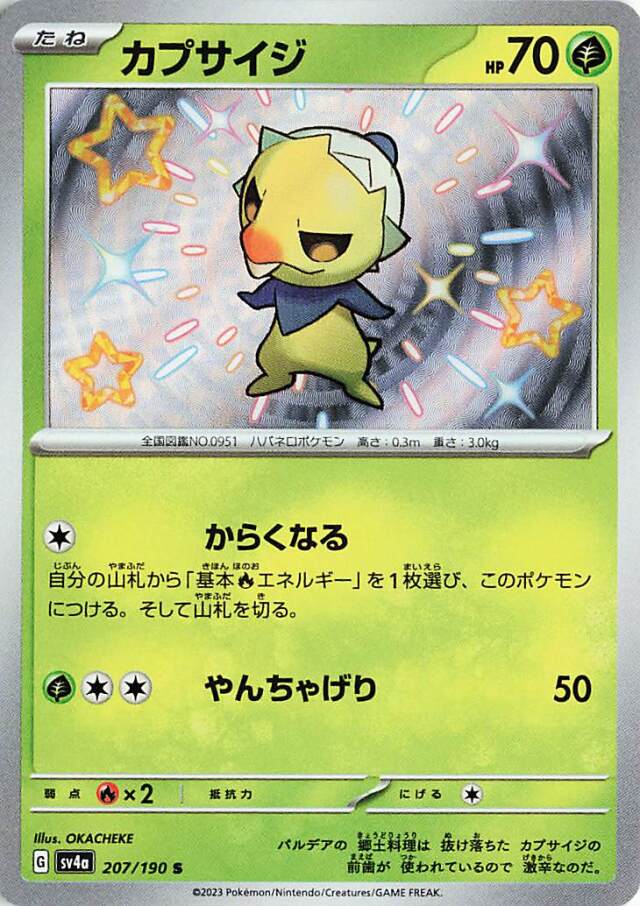 たね
カプサイジ
HP70
全国図鑑NO.0951 ハバネロポケモン 高さ:0.3m 重さ:3.0kg
からくなる
自分の山札から「基本エネルギー」を1枚選び、このポケモン
につける。そして山札を切る。
やんちゃげり 50
弱点 ×2 抵抗力 にげる
Illus. OKACHEKE
G sv4a 207/190 S
パルデアの 郷土料理は 抜け落ちた カプサイジの
前歯が 使われているので 激辛なのだ。
©2023 Pokémon/Nintendo/Creatures/GAME FREAK.